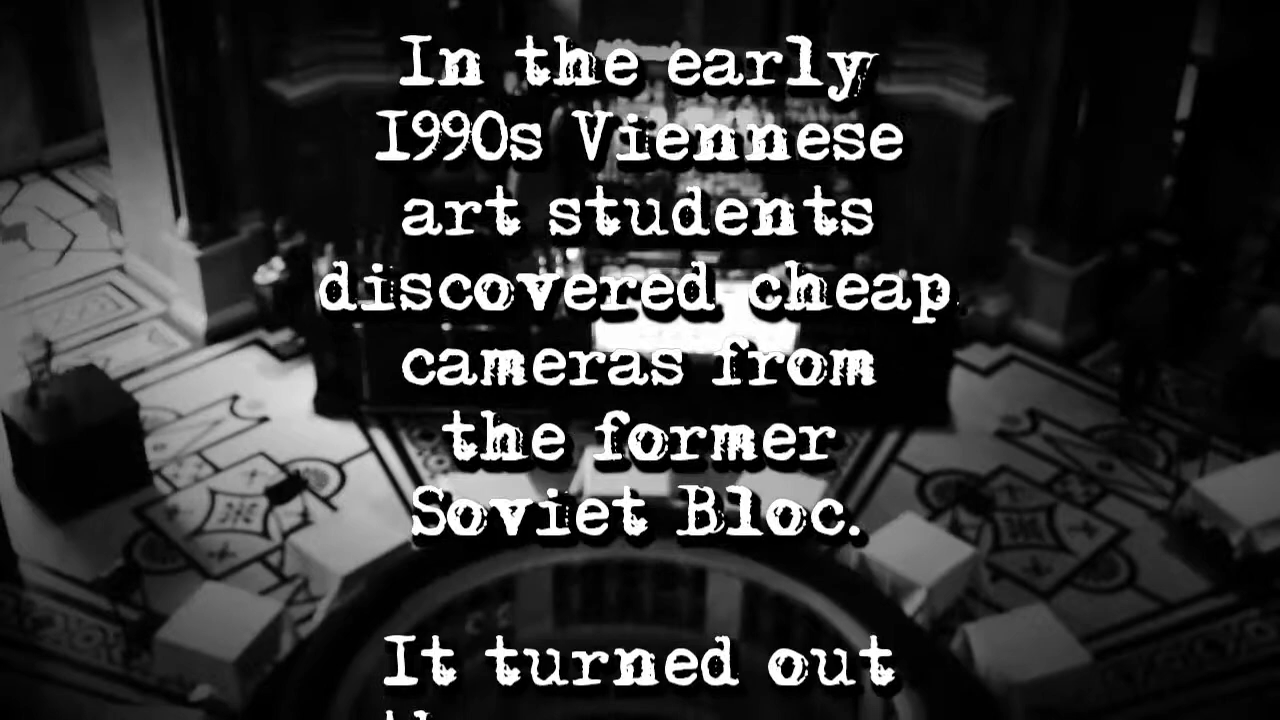 In the early
1990s Viennese
art students
discovered cheap
cameras from
the former
Soviet Bloc.
It turned out